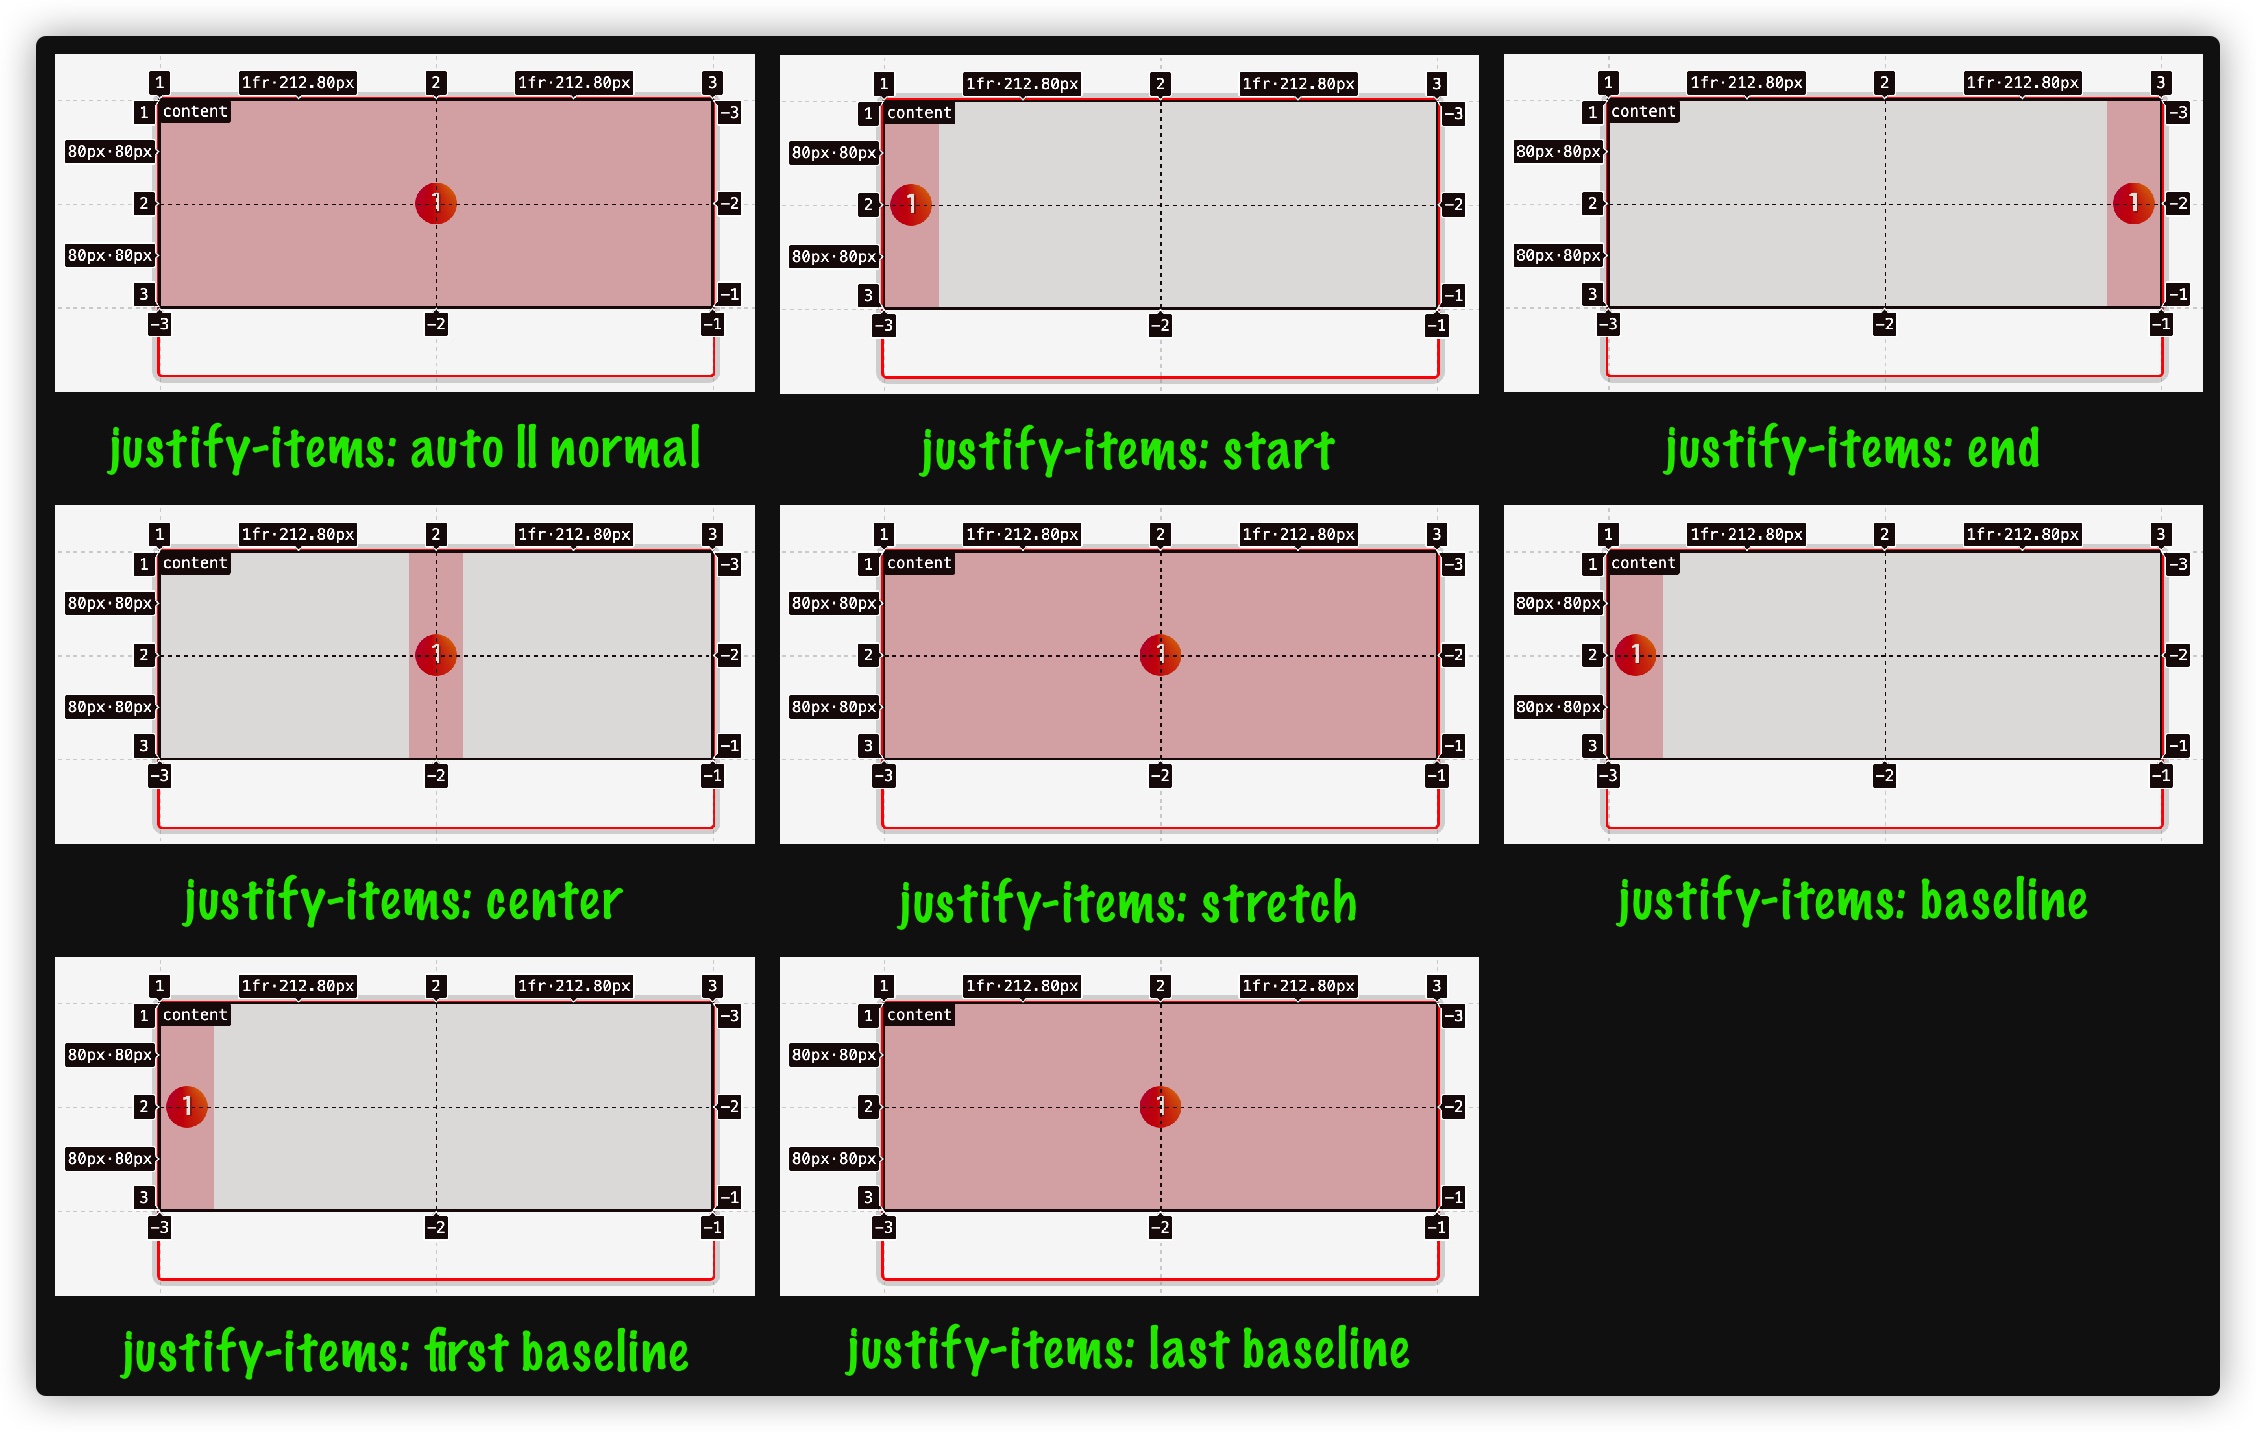 1 1fr·212.80px 2 1fr·212.80px 3
1 content −3
80px·80px
2 1 −2
80px·80px
3 −1
−3 −2 −1
justify-items: auto || normal
1 1fr·212.80px 2 1fr·212.80px 3
1 content −3
80px·80px
2 1 −2
80px·80px
3 −1
−3 −2 −1
justify-items: start
1 1fr·212.80px 2 1fr·212.80px 3
1 content −3
80px·80px
2 1 −2
80px·80px
3 −1
−3 −2 −1
justify-items: end
1 1fr·212.80px 2 1fr·212.80px 3
1 content −3
80px·80px
2 1 −2
80px·80px
3 −1
−3 −2 −1
justify-items: center
1 1fr·212.80px 2 1fr·212.80px 3
1 content −3
80px·80px
2 1 −2
80px·80px
3 −1
−3 −2 −1
justify-items: stretch
1 1fr·212.80px 2 1fr·212.80px 3
1 content −3
80px·80px
2 1 −2
80px·80px
3 −1
−3 −2 −1
justify-items: baseline
1 1fr·212.80px 2 1fr·212.80px 3
1 content −3
80px·80px
2 1 −2
80px·80px
3 −1
−3 −2 −1
justify-items: first baseline
1 1fr·212.80px 2 1fr·212.80px 3
1 content −3
80px·80px
2 1 −2
80px·80px
3 −1
−3 −2 −1
justify-items: last baseline